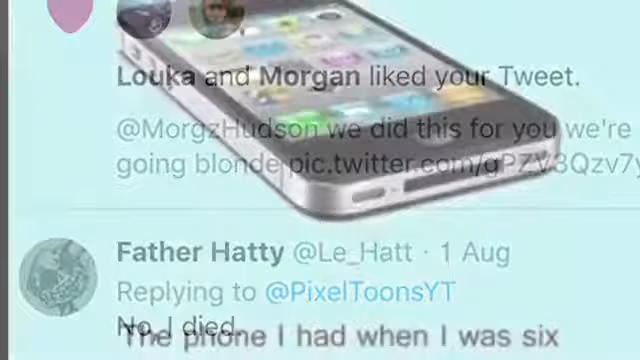 Louka and Morgan liked your Tweet.
@MorgzHudson we did this for you we're
going blonde pic.twitter.com/gPZV3Qzv7y
Father Hatty @Le_Hatt · 1 Aug
Replying to @PixelToonsYT
No, I died.
The phone I had when I was six